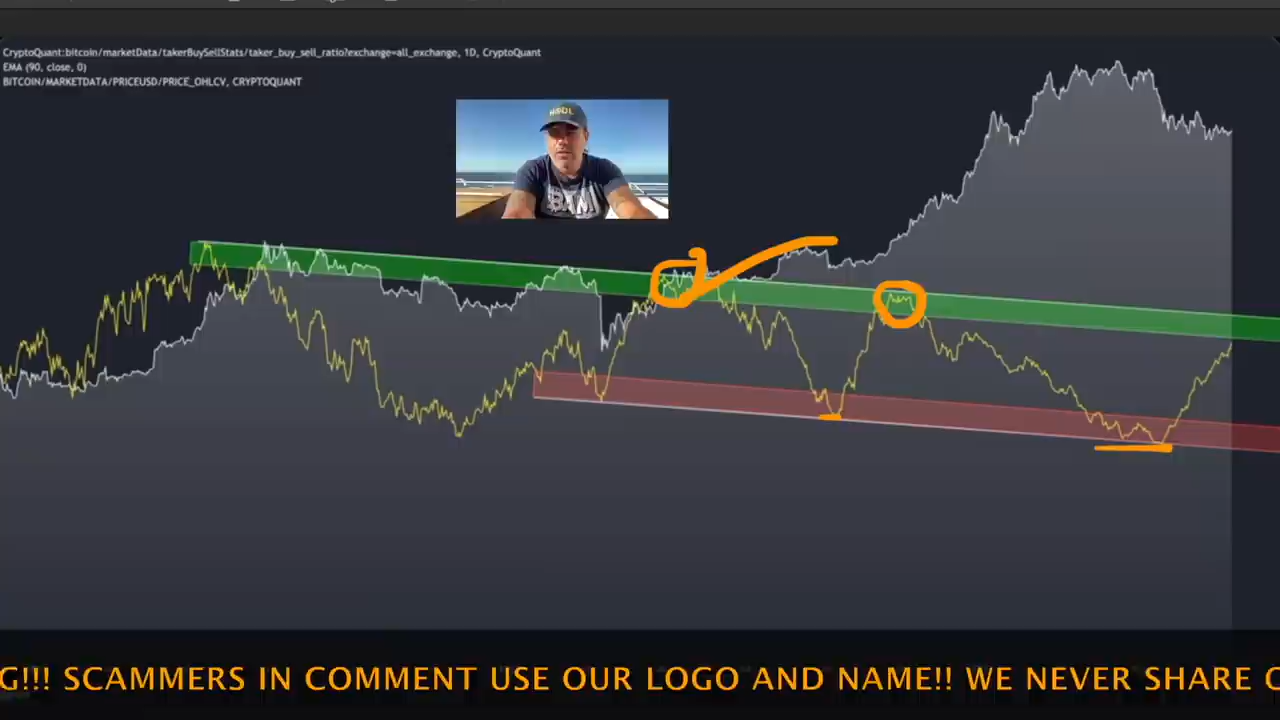 CryptoQuant:bitcoin/marketData/takerBuySellStats/taker_buy_sell_ratio?exchange=all_exchange, 1D, CryptoQuant
EMA (90, close, 0)
BITCOIN/MARKETDATA/PRICEUSD/PRICE_OHLCV, CRYPTOQUANT
HODL
BAM
G!!! SCAMMERS IN COMMENT USE OUR LOGO AND NAME!! WE NEVER SHARE